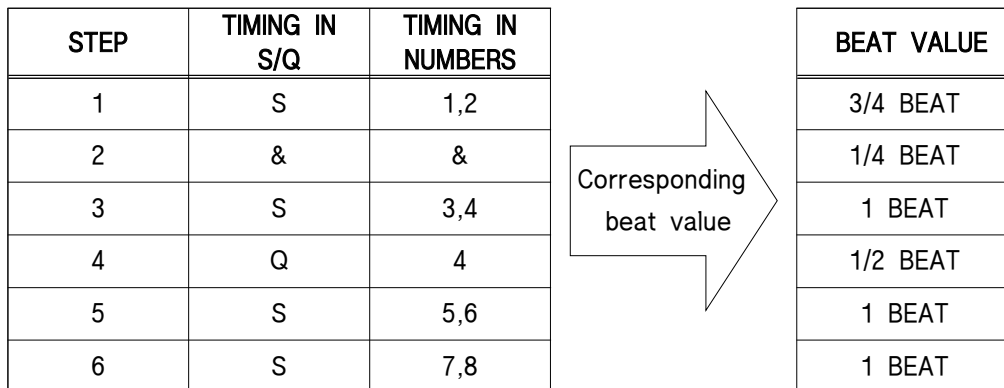 STEP TIMING IN S/Q TIMING IN NUMBERS BEAT VALUE
1 S 1,2 3/4 BEAT
2 & & 1/4 BEAT
Corresponding beat value
3 S 3,4 1 BEAT
4 Q 4 1/2 BEAT
5 S 5,6 1 BEAT
6 S 7,8 1 BEAT